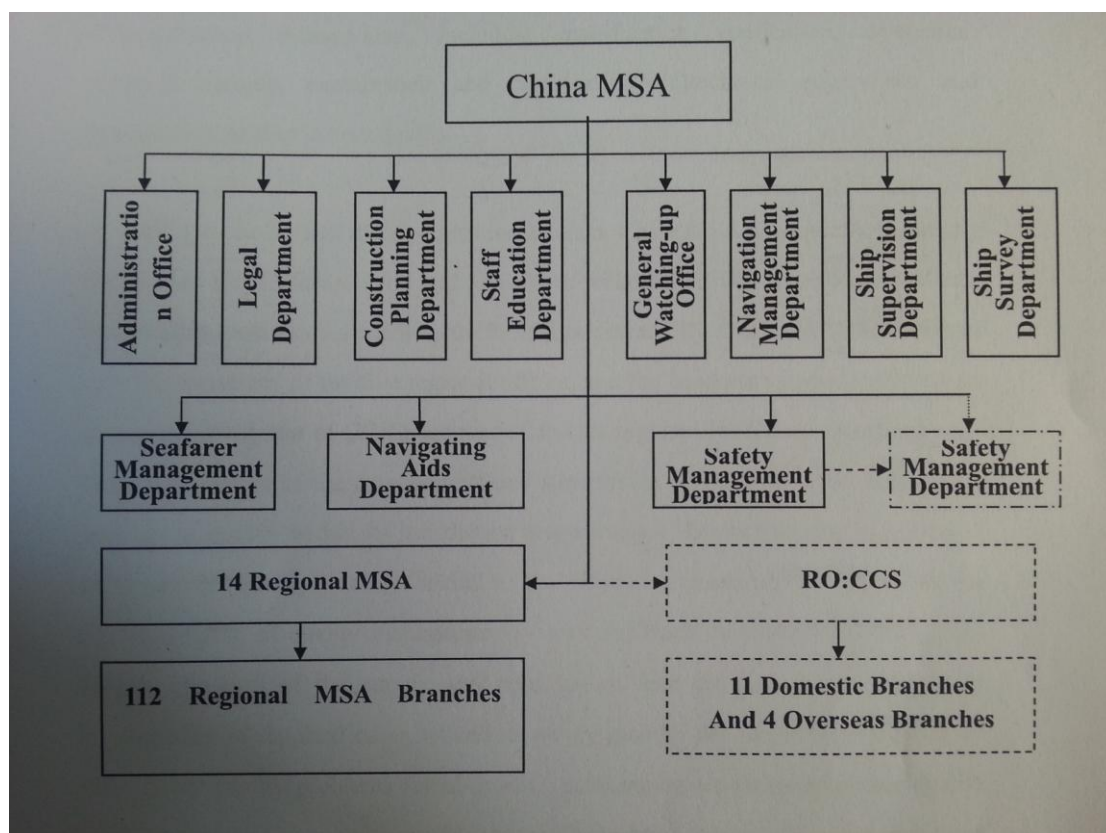 China MSA
Administratio
n Office
Legal
Department
Construction
Planning
Department
Staff
Education
Department
General
Watching-up
Office
Navigation
Management
Department
Ship
Supervision
Department
Ship
Survey
Department
Seafarer
Management
Department
Navigating
Aids
Department
Safety
Management
Department
Safety
Management
Department
14 Regional MSA
RO:CCS
112 Regional MSA Branches
11 Domestic Branches
And 4 Overseas Branches